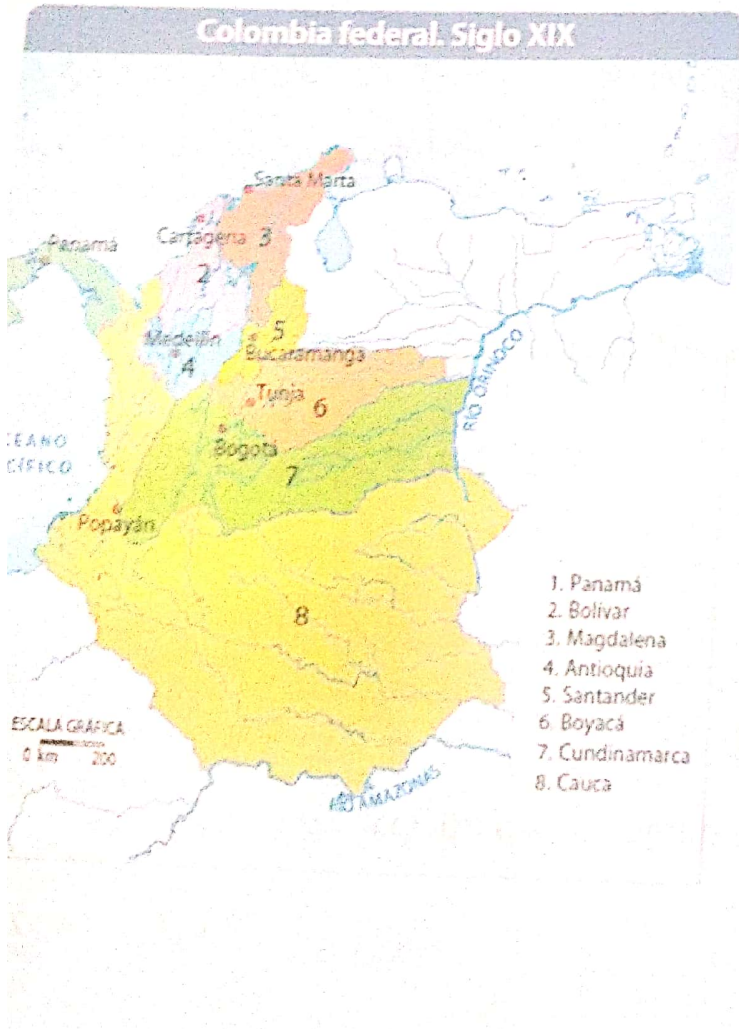 Colombia federal. Siglo XIX
Santa Marta
Cartagena
3
Panamá
2
Medellín
5
4
Bucaramanga
Tunja
6
RÍO ORINOCO
Bogotá
CEANO
CÍFICO
7
Popayán
8
1. Panamá
2. Bolívar
3. Magdalena
4. Antioquia
5. Santander
6. Boyacá
7. Cundinamarca
8. Cauca
ESCALA GRÁFICA
0 km 200
RÍO AMAZONAS